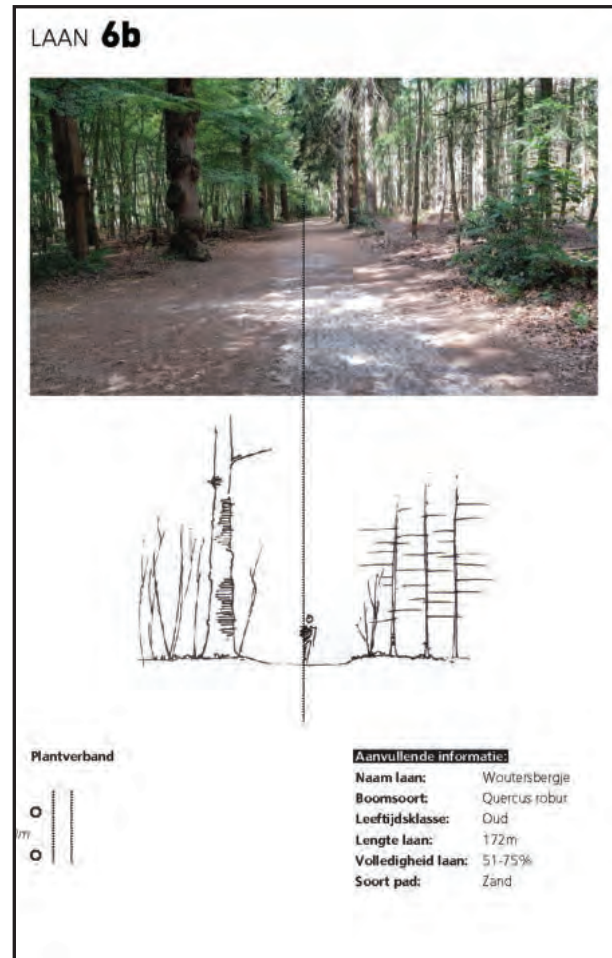 LAAN 6b
Plantverband
Aanvullende informatie:
Naam laan: Woutersbergje
Boomsoort: Quercus robur
Leeftijdsklasse: Oud
Lengte laan: 172m
Volledigheid laan: 51-75%
Soort pad: Zand